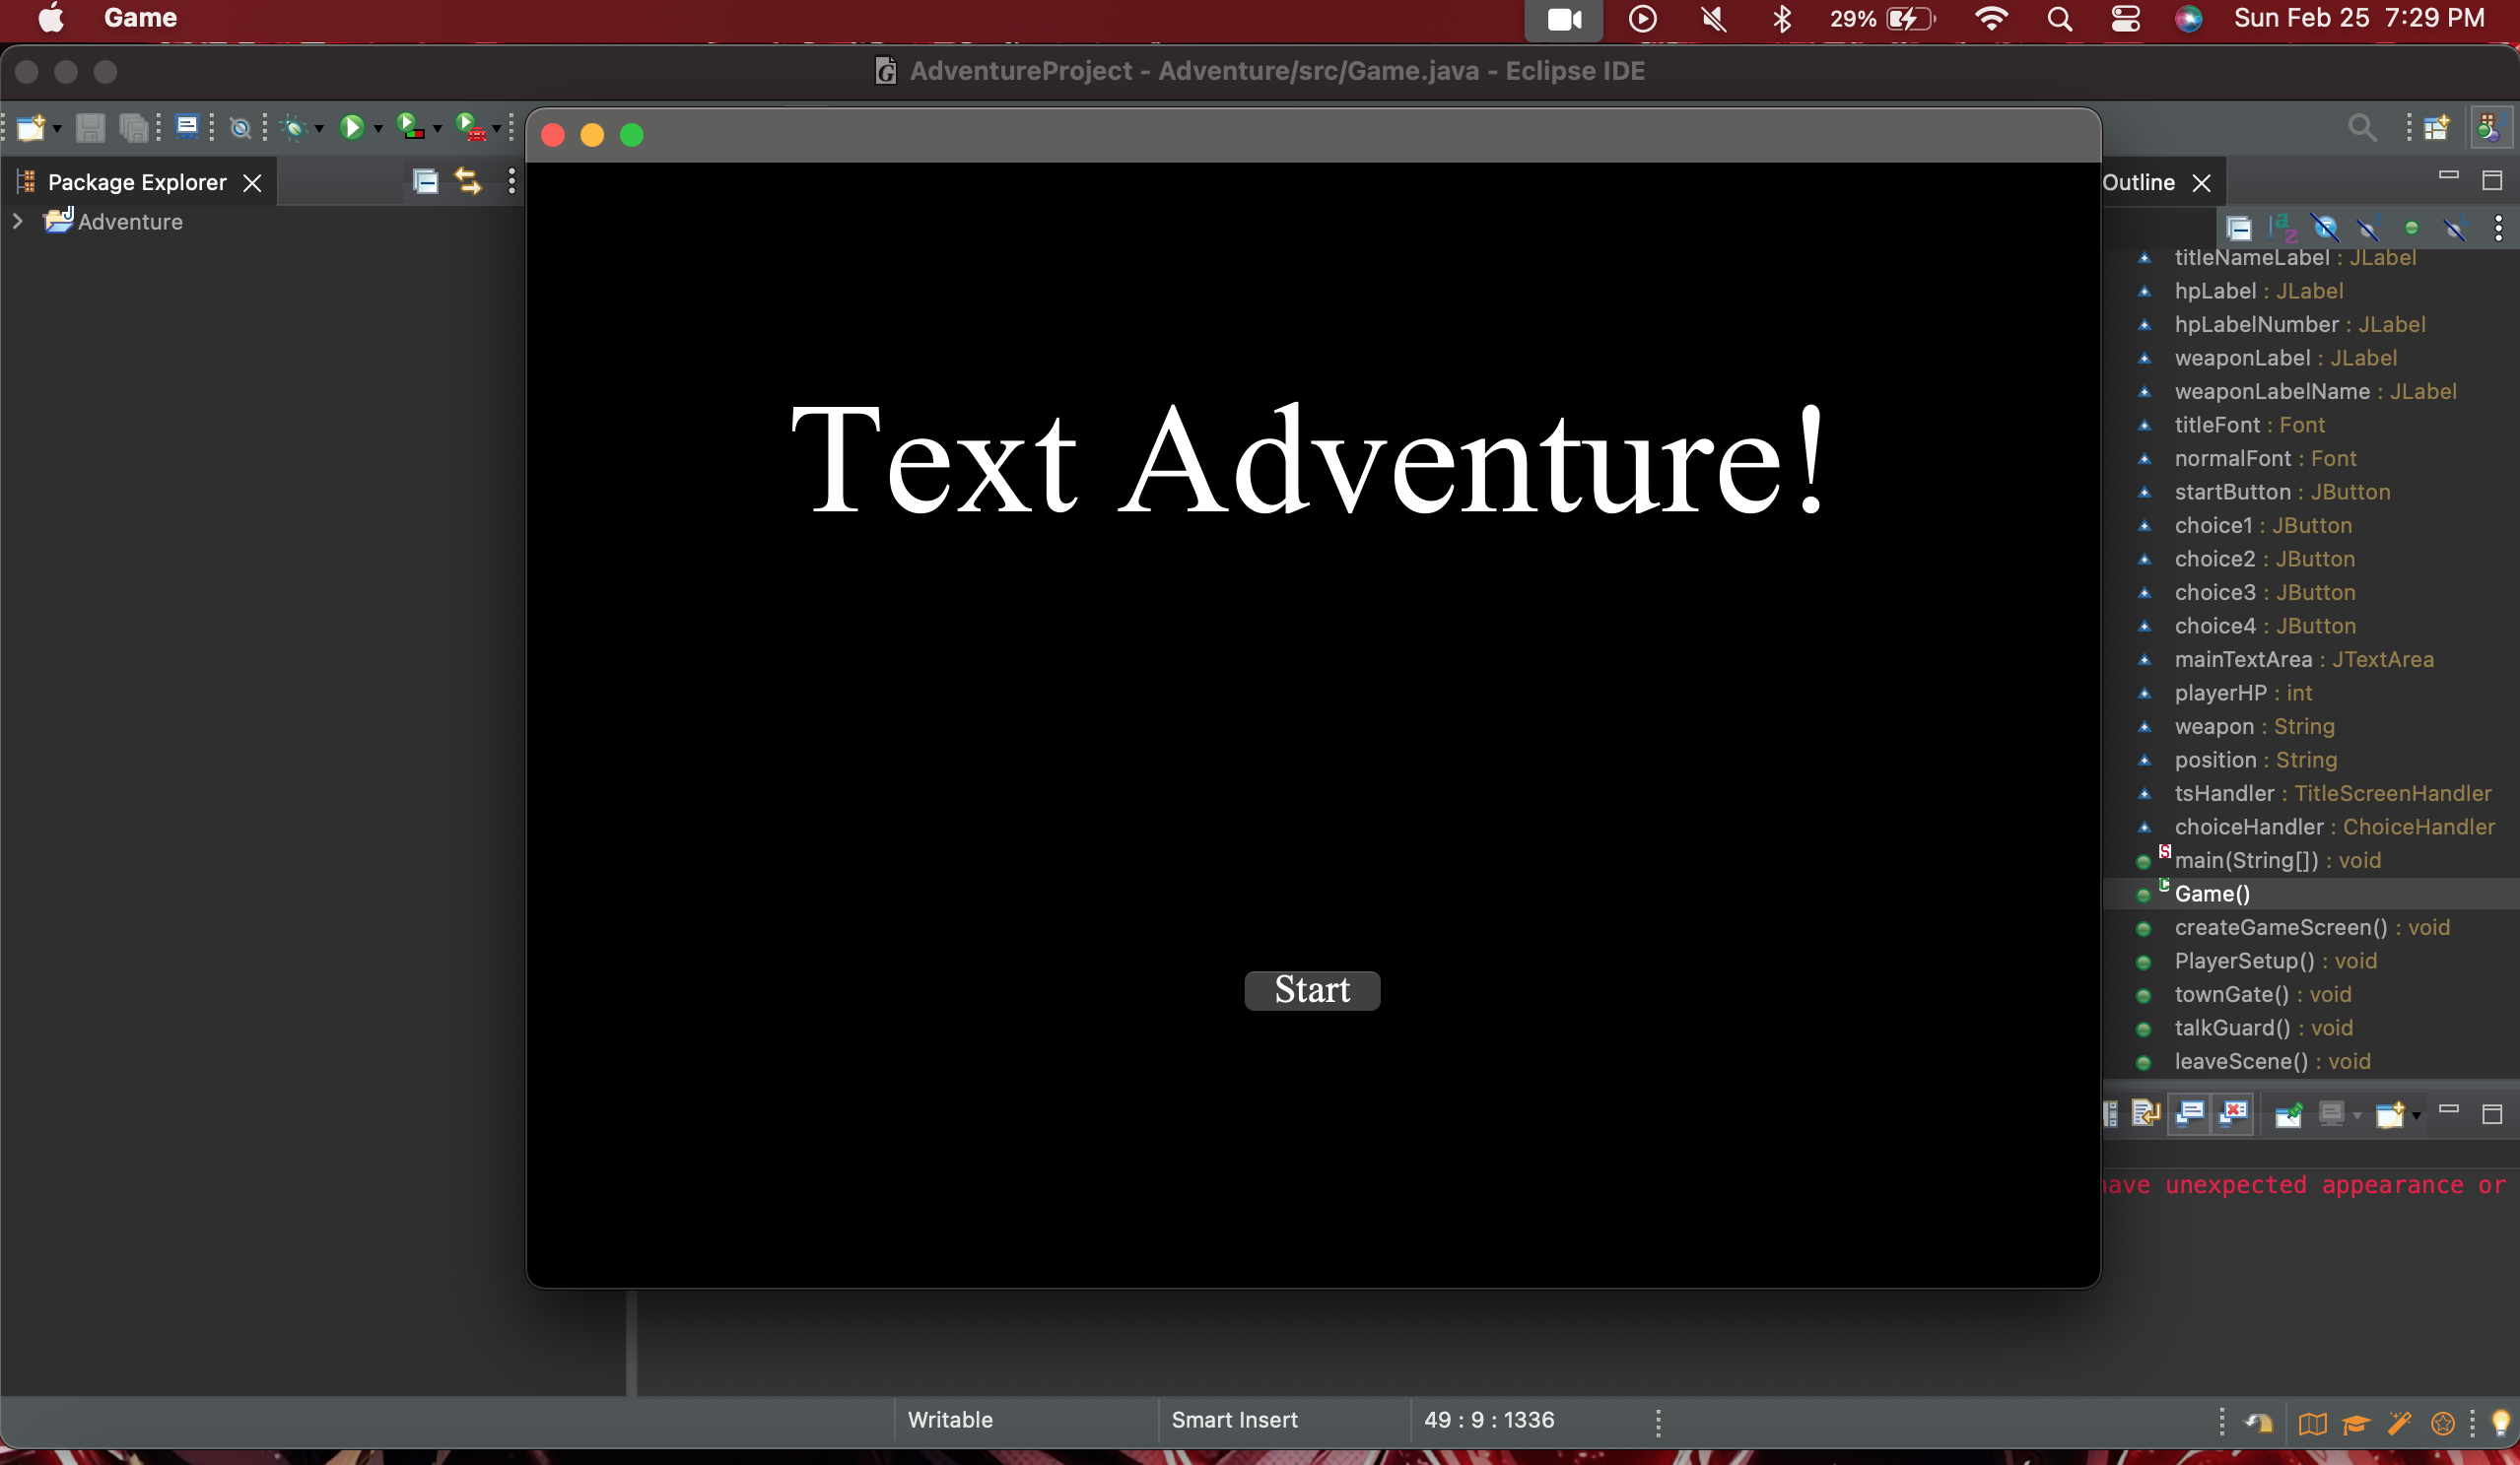 Game
29%
Sun Feb 25 7:29 PM
AdventureProject - Adventure/src/Game.java - Eclipse IDE
Package Explorer
Adventure
Text Adventure!
Start
Outline
titleNameLabel : JLabel
hpLabel : JLabel
hpLabelNumber : JLabel
weaponLabel : JLabel
weaponLabelName : JLabel
titleFont : Font
normalFont : Font
startButton : JButton
choice1 : JButton
choice2 : JButton
choice3 : JButton
choice4 : JButton
mainTextArea : JTextArea
playerHP : int
weapon : String
position : String
tsHandler : TitleScreenHandler
choiceHandler : ChoiceHandler
main(String[]) : void
Game()
createGameScreen() : void
PlayerSetup() : void
townGate() : void
talkGuard() : void
leaveScene() : void
have unexpected appearance or
Writable
Smart Insert
49 : 9 : 1336